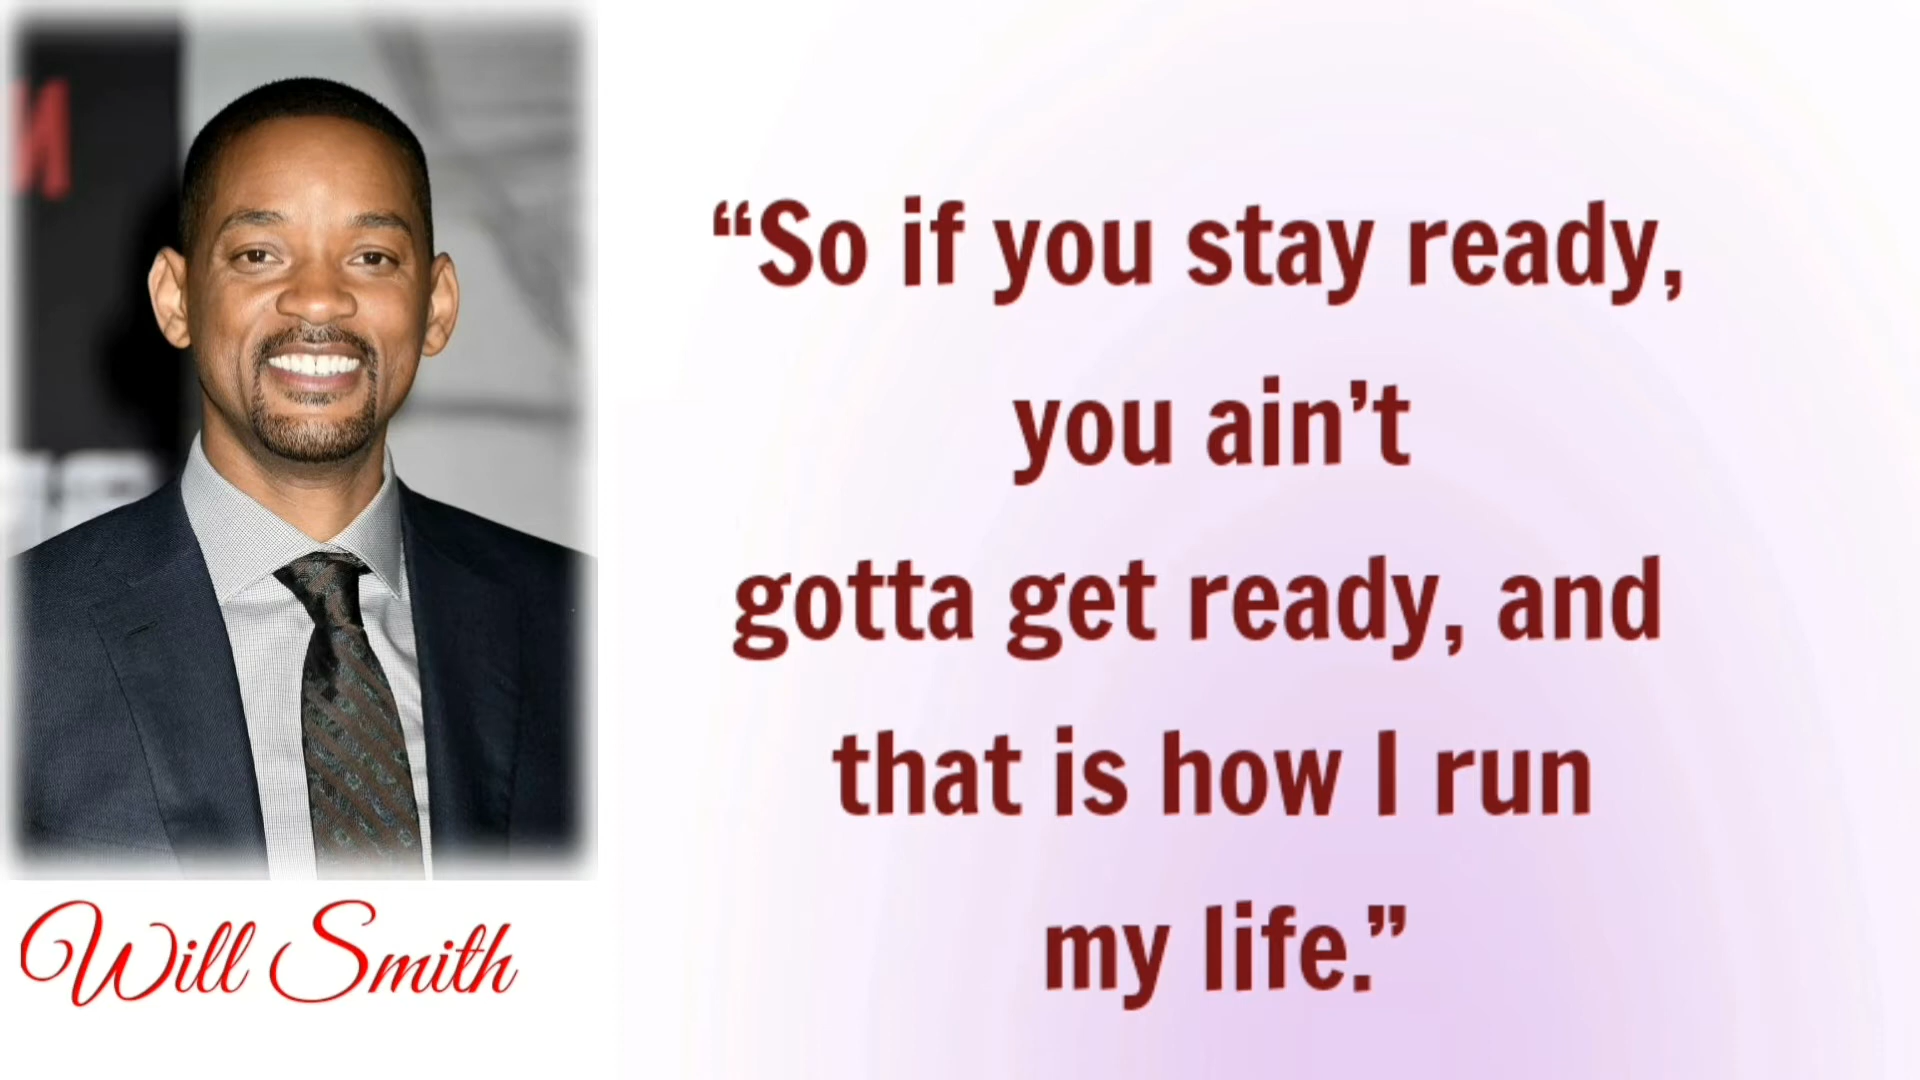 “So if you stay ready,
you ain’t
gotta get ready, and
that is how I run
my life.”
Will Smith